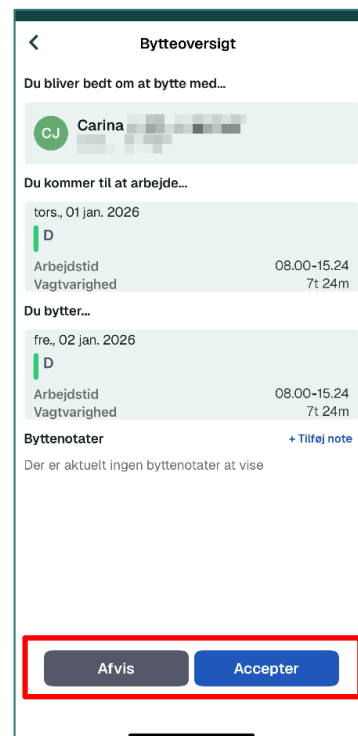 Bytteoversigt
Du bliver bedt om at bytte med...
CJ Carina
Du kommer til at arbejde...
tors., 01 jan. 2026
D
Arbejdstid 08.00-15.24
Vagtvarighed 7t 24m
Du bytter...
fre., 02 jan. 2026
D
Arbejdstid 08.00-15.24
Vagtvarighed 7t 24m
Byttenotater + Tilføj note
Der er aktuelt ingen byttenotater at vise
Afvis Accepter